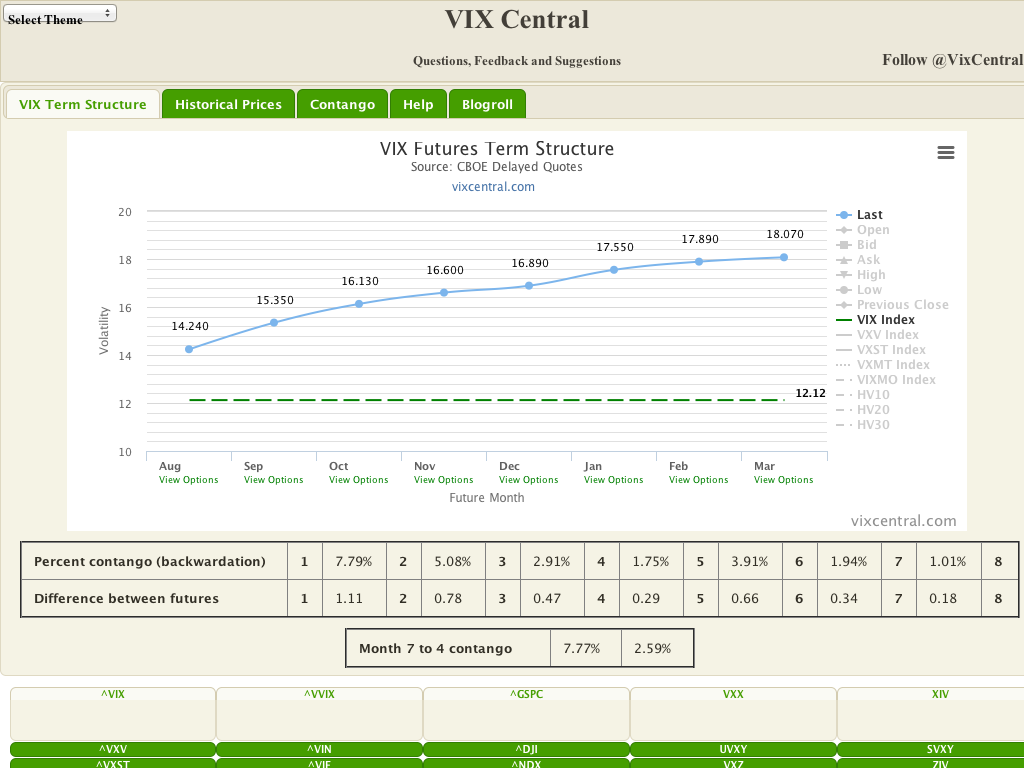 Select Theme
VIX Central
Questions, Feedback and Suggestions
Follow @VixCentral
VIX Term Structure
Historical Prices
Contango
Help
Blogroll
VIX Futures Term Structure
Source: CBOE Delayed Quotes
vixcentral.com
Volatility
20
18
16
14
12
10
14.240
15.350
16.130
16.600
16.890
17.550
17.890
18.070
12.12
Last
Open
Bid
Ask
High
Low
Previous Close
VIX Index
VXV Index
VXST Index
VXMT Index
VIXMO Index
HV10
HV20
HV30
Aug Sep Oct Nov Dec Jan Feb Mar
View Options View Options View Options View Options View Options View Options View Options View Options
Future Month
vixcentral.com
Percent contango (backwardation) 1 7.79% 2 5.08% 3 2.91% 4 1.75% 5 3.91% 6 1.94% 7 1.01% 8
Difference between futures 1 1.11 2 0.78 3 0.47 4 0.29 5 0.66 6 0.34 7 0.18 8
Month 7 to 4 contango 7.77% 2.59%
^VIX ^VVIX ^GSPC VXX XIV
^VXV ^VIN ^DJI UVXY SVXY
^VXST ^VIF ^NDX VXZ ZIV